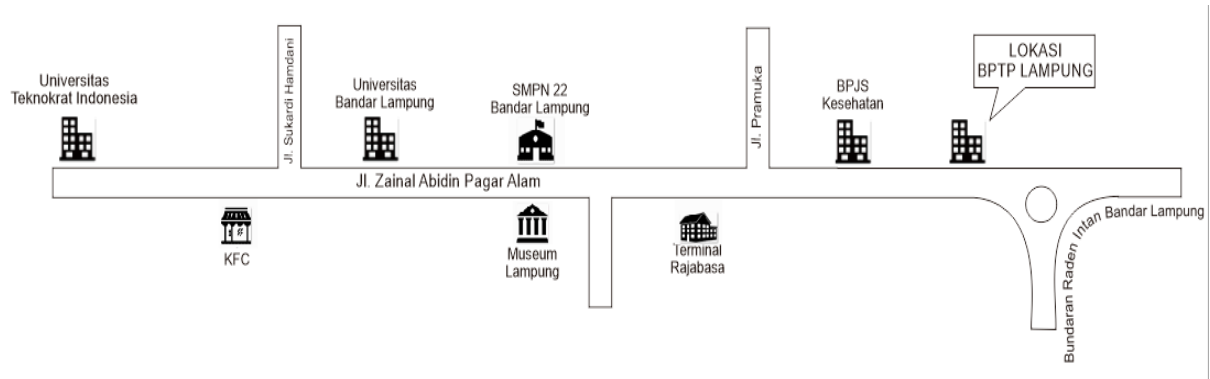 Universitas
Teknokrat Indonesia
Jl. Sukardi Hamdani
Universitas
Bandar Lampung
SMPN 22
Bandar Lampung
Jl. Pramuka
BPJS
Kesehatan
LOKASI
BPTP LAMPUNG
Jl. Zainal Abidin Pagar Alam
KFC
Museum
Lampung
Terminal
Rajabasa
Bundaran Raden Intan Bandar Lampung